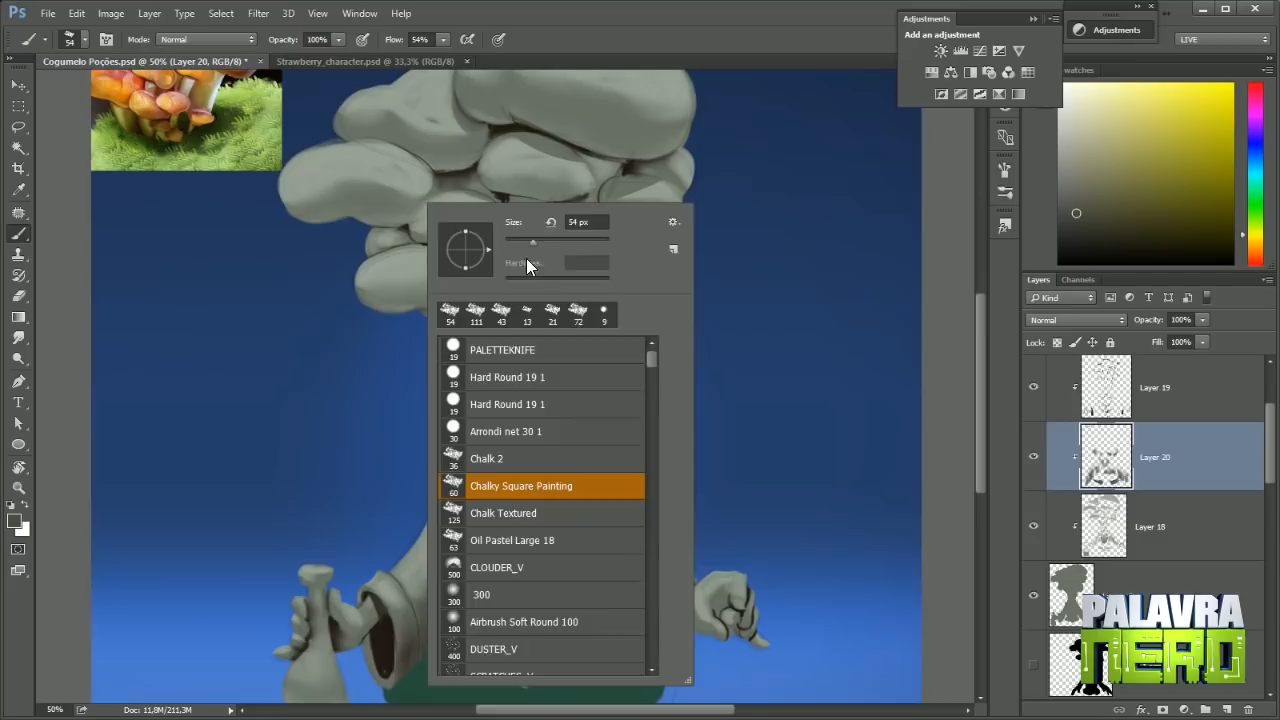 Ps File Edit Image Layer Type Select Filter 3D View Window Help
54 Mode: Normal Opacity: 100% Flow: 54% LIVE
Adjustments
Add an adjustment
Adjustments
Cogumelo Poções.psd @ 50% (Layer 20, RGB/8) * × Strawberry_character.psd @ 33,3% (RGB/8) ×
watches
Size: 54 px
54 111 43 13 21 72 9
19 PALETTEKNIFE
19 Hard Round 19 1
19 Hard Round 19 1
30 Arrondi net 30 1
36 Chalk 2
60 Chalky Square Painting
125 Chalk Textured
63 Oil Pastel Large 18
500 CLOUDER_V
300 300
100 Airbrush Soft Round 100
400 DUSTER_V
Layers Channels
Kind
Normal Opacity: 100%
Lock: Fill: 100%
Layer 19
Layer 20
Layer 18
PALAVRA
NERD
50% Doc: 11,8M/211,3M